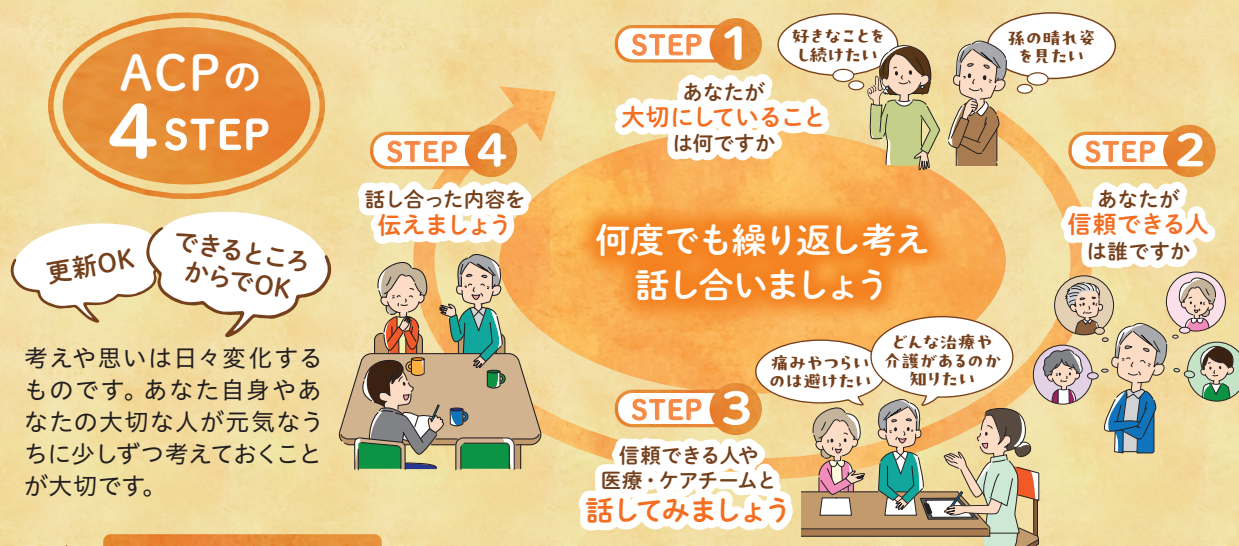 ACPの
4 STEP
更新OK
できるところ
からでOK
考えや思いは日々変化する
ものです。あなた自身やあ
なたの大切な人が元気なう
ちに少しずつ考えておくこと
が大切です。
STEP 1
あなたが
大切にしていること
は何ですか
好きなことを
し続けたい
孫の晴れ姿
を見たい
STEP 2
あなたが
信頼できる人
は誰ですか
STEP 3
信頼できる人や
医療・ケアチームと
話してみましょう
痛みやつらい
のは避けたい
どんな治療や
介護があるのか
知りたい
STEP 4
話し合った内容を
伝えましょう
何度でも繰り返し考え
話し合いましょう